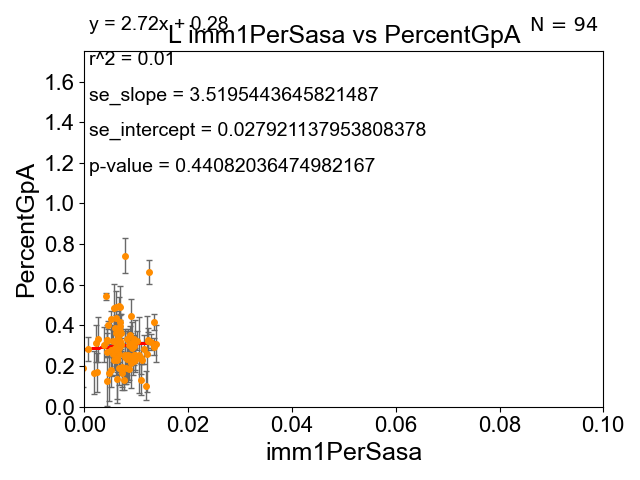 y = 2.72x + 0.28
N = 94
L imm1PerSasa vs PercentGpA
r^2 = 0.01
se_slope = 3.5195443645821487
se_intercept = 0.027921137953808378
p-value = 0.44082036474982167
PercentGpA
1.6
1.4
1.2
1.0
0.8
0.6
0.4
0.2
0.0
0.00 0.02 0.04 0.06 0.08 0.10
imm1PerSasa